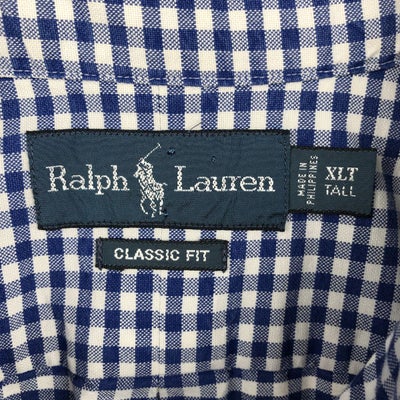 Ralph Lauren
MADE IN
PHILIPPINES
XLT
TALL
CLASSIC FIT